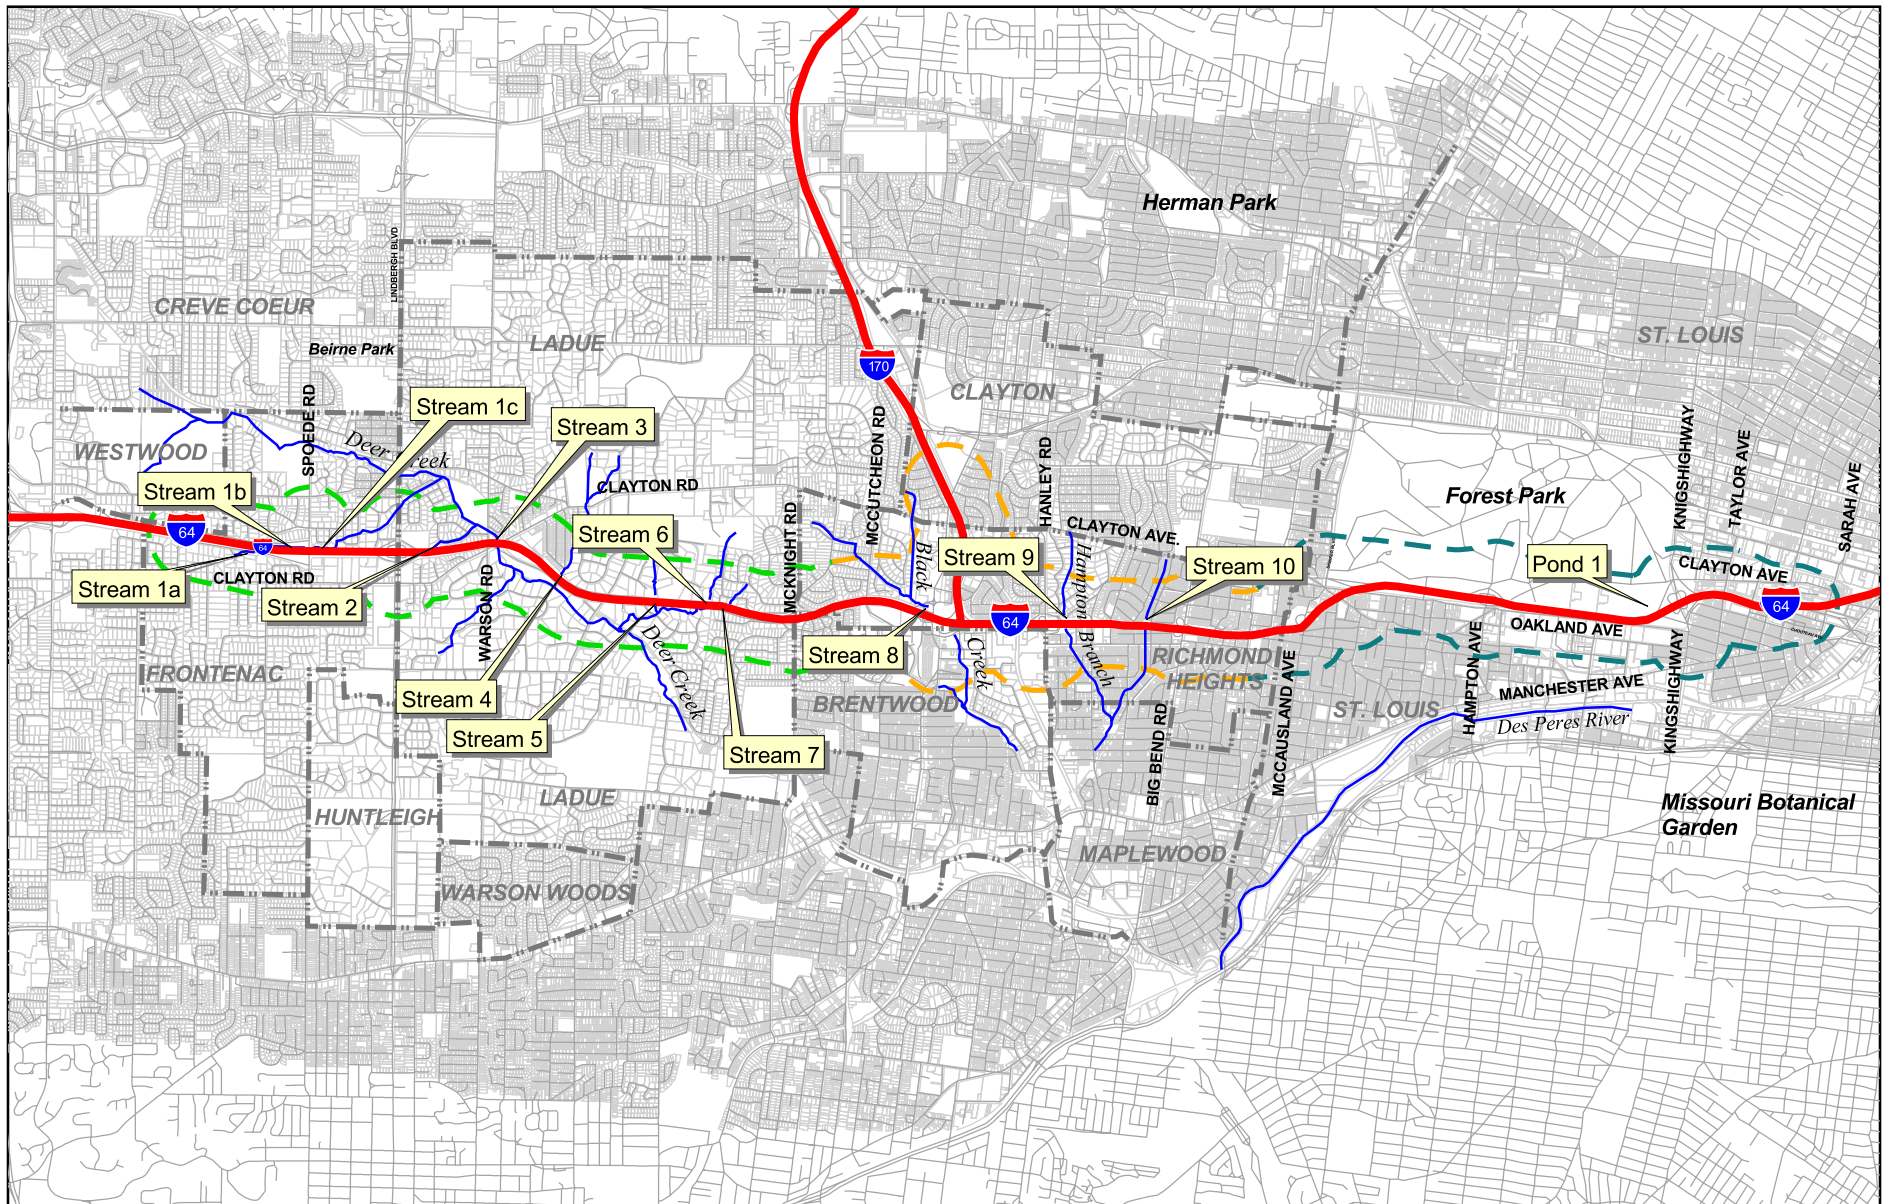 Herman Park
LINDBERGH BLVD
CREVE COEUR
ST. LOUIS
LADUE
Beirne Park
170
CLAYTON
SPOEDE RD
Stream 1c
Stream 3
MCCUTCHEON RD
KNIGSHIGHWAY
TAYLOR AVE
WESTWOOD
Deer Creek
HANLEY RD
SARAH AVE
Stream 1b
CLAYTON RD
Forest Park
MCKNIGHT RD
64
Stream 6
CLAYTON AVE.
64
Stream 9
Black
Hampton Branch
Stream 10
Pond 1
CLAYTON AVE
Stream 1a
CLAYTON RD
Stream 2
WARSON RD
64
64
OAKLAND AVE
Stream 8
Creek
RICHMOND
HEIGHTS
MCCAUSLAND AVE
HAMPTON AVE
KINGSHIGHWAY
FRONTENAC
Stream 4
Deer Creek
BRENTWOOD
MANCHESTER AVE
ST. LOUIS
Des Peres River
Stream 5
Stream 7
BIG BEND RD
LADUE
HUNTLEIGH
Missouri Botanical
Garden
MAPLEWOOD
WARSON WOODS